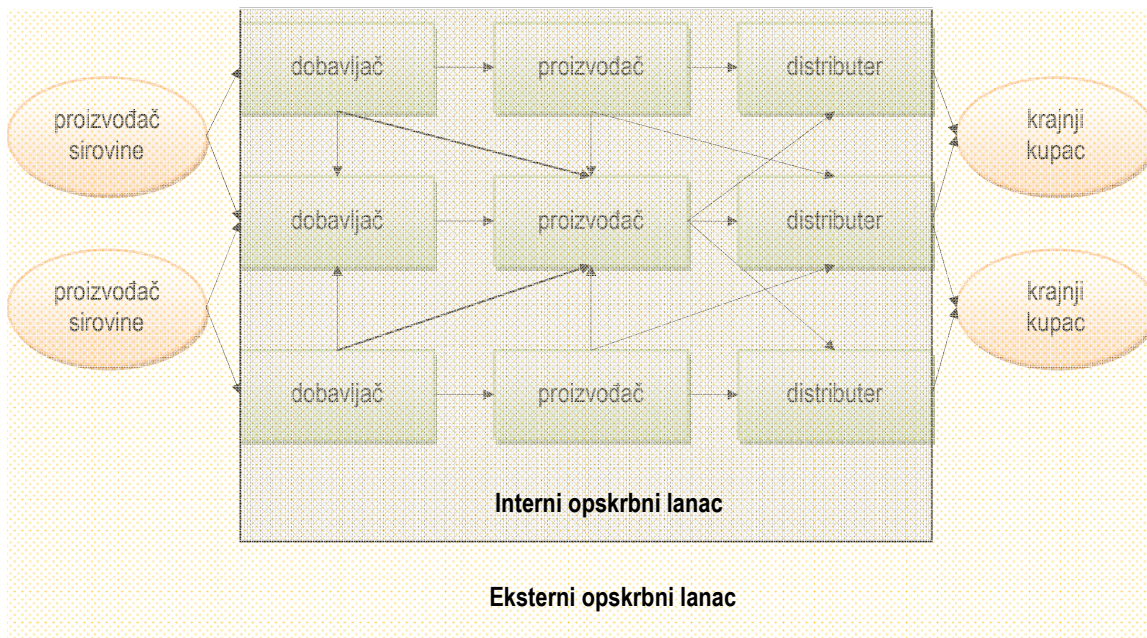 dobavljač
proizvođač
distributer
proizvođač
sirovine
krajnji
kupac
dobavljač
proizvođač
distributer
proizvođač
sirovine
krajnji
kupac
dobavljač
proizvođač
distributer
Interni opskrbni lanac
Eksterni opskrbni lanac